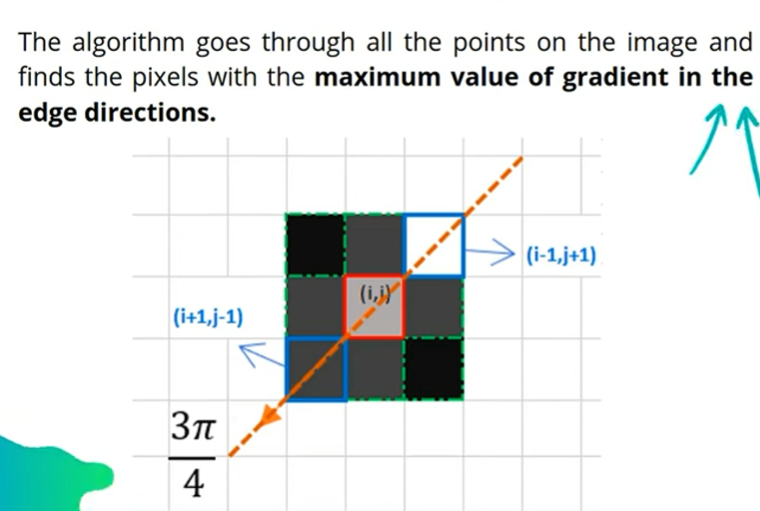 The algorithm goes through all the points on the image and
finds the pixels with the maximum value of gradient in the
edge directions.
(i-1,j+1)
(i,j)
(i+1,j-1)
3π
4